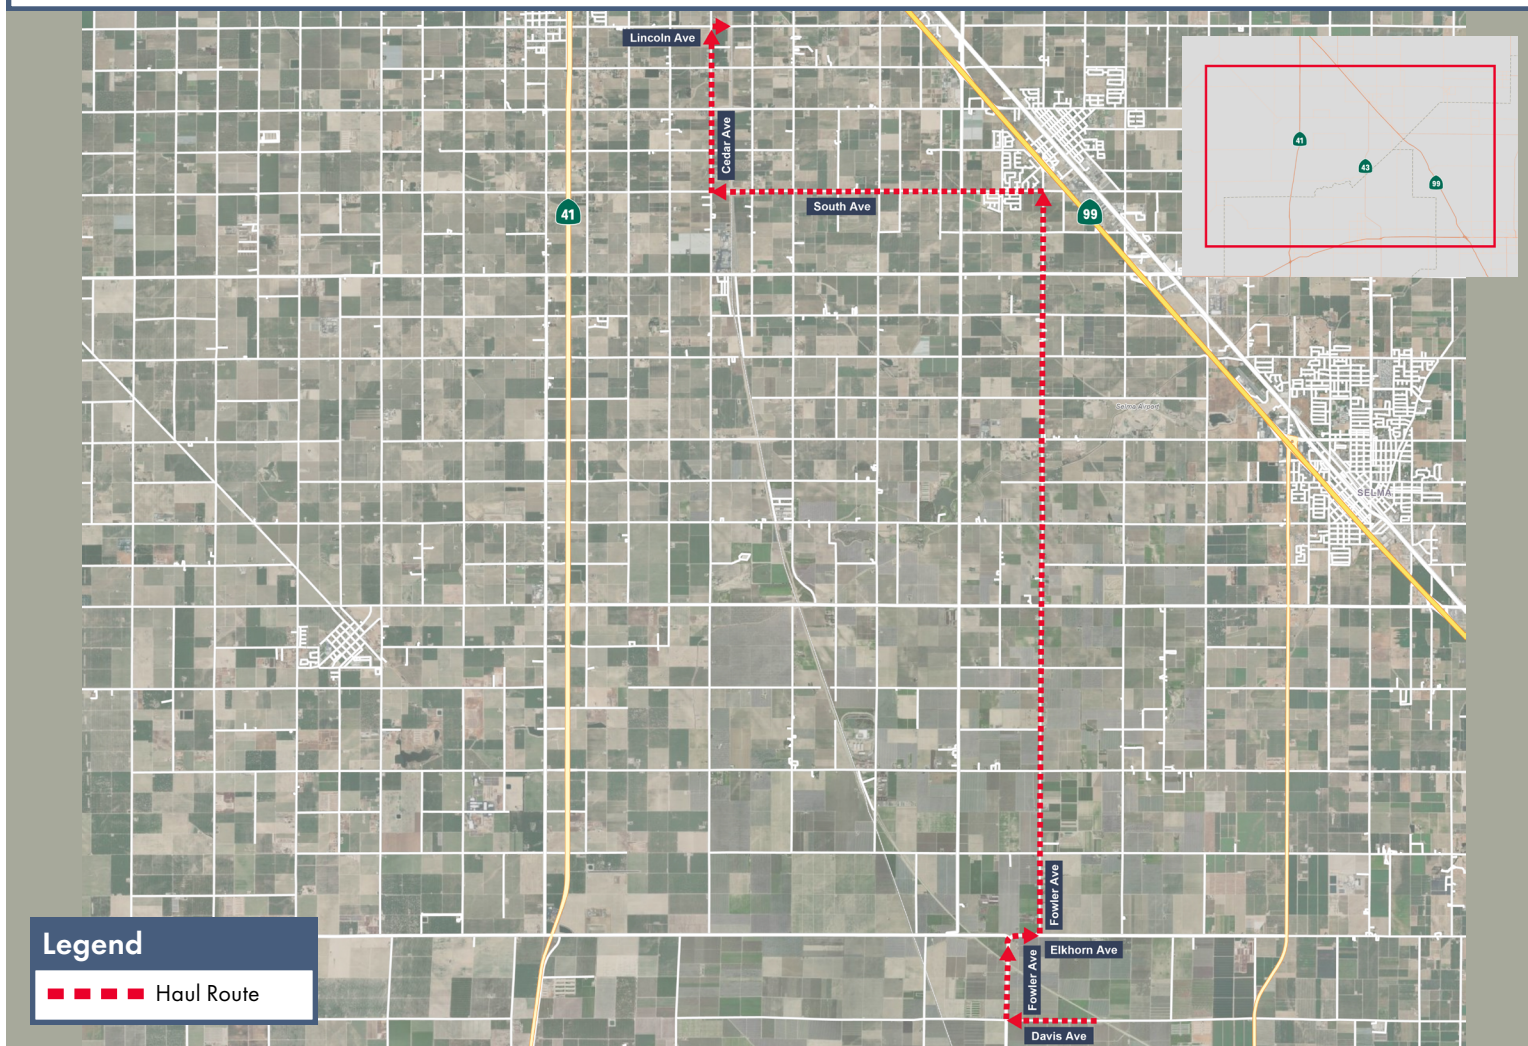 Lincoln Ave
Cedar Ave
South Ave
41
99
41
43
99
Selma Airport
SELMA
Fowler Ave
Elkhorn Ave
Fowler Ave
Davis Ave
Legend
Haul Route